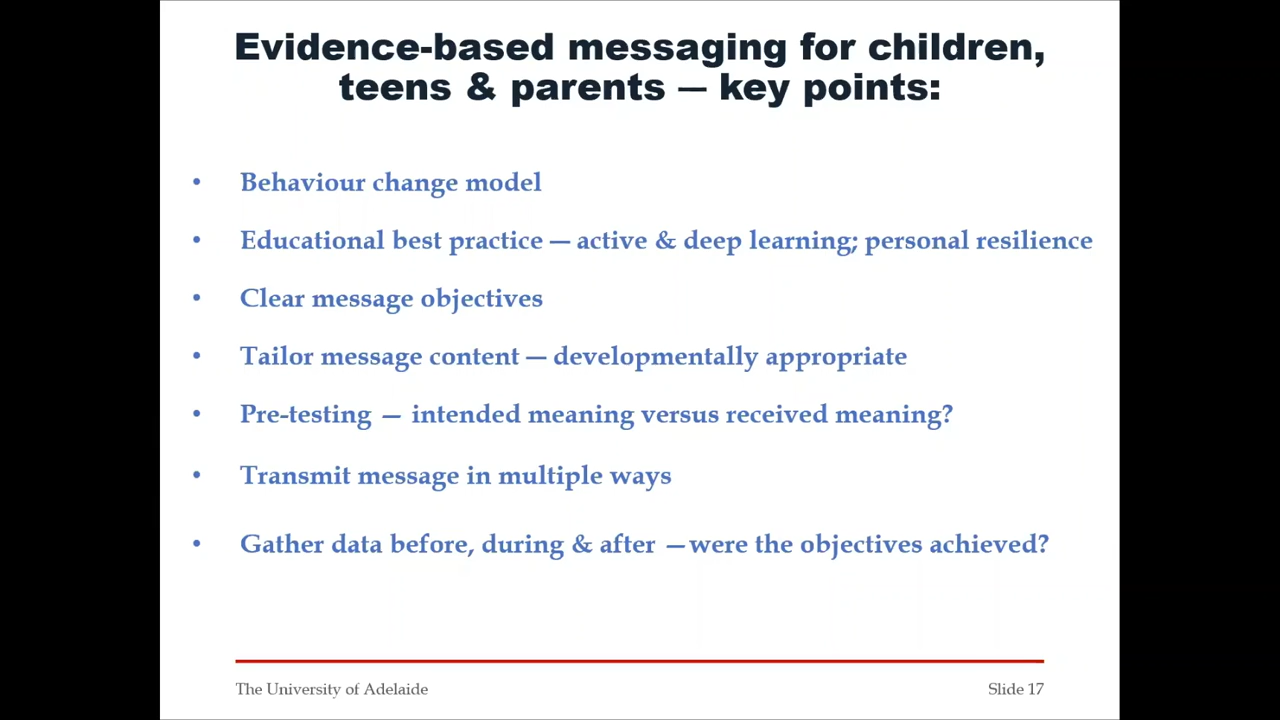 Evidence-based messaging for children,
teens & parents — key points:
• Behaviour change model
• Educational best practice — active & deep learning; personal resilience
• Clear message objectives
• Tailor message content — developmentally appropriate
• Pre-testing — intended meaning versus received meaning?
• Transmit message in multiple ways
• Gather data before, during & after —were the objectives achieved?
The University of Adelaide
Slide 17